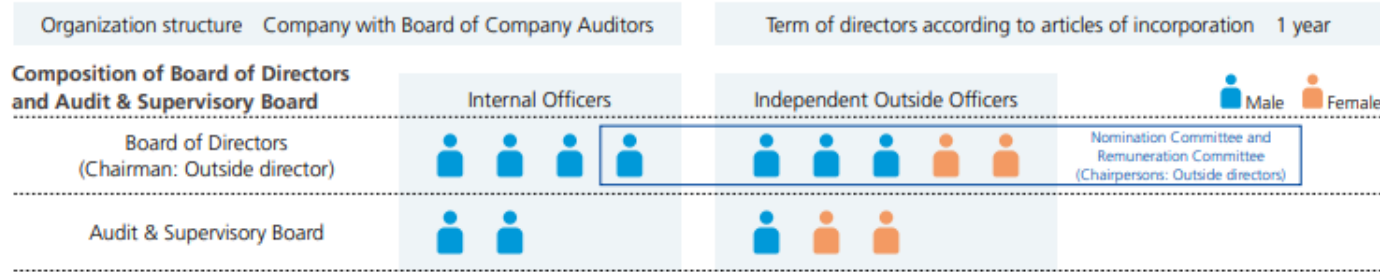 Organization structure Company with Board of Company Auditors
Term of directors according to articles of incorporation 1 year
Composition of Board of Directors
and Audit & Supervisory Board
Internal Officers
Independent Outside Officers
Male
Female
Board of Directors
(Chairman: Outside director)
Nomination Committee and
Remuneration Committee
(Chairpersons: Outside directors)
Audit & Supervisory Board